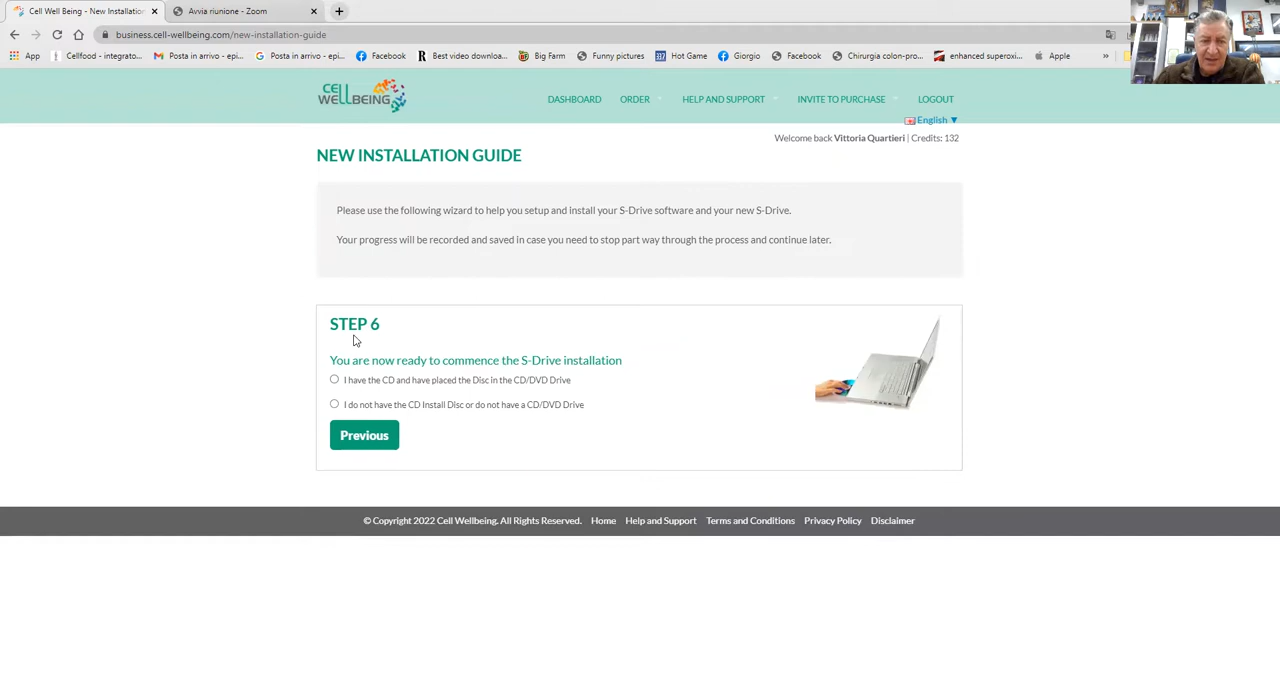 Cell Well Being - New Installation
Avvia riunione - Zoom
business.cell-wellbeing.com/new-installation-guide
App
Cellfood - integrato...
Posta in arrivo - epi...
Posta in arrivo - epi...
Facebook
Best video downloa...
Big Farm
Funny pictures
Hot Game
Giorgio
Facebook
Chirurgia colon-pro...
enhanced superoxi...
Apple
CELL
WELLBEING
DASHBOARD
ORDER
HELP AND SUPPORT
INVITE TO PURCHASE
LOGOUT
English ▼
Welcome back Vittoria Quartieri | Credits: 132
NEW INSTALLATION GUIDE
Please use the following wizard to help you setup and install your S-Drive software and your new S-Drive.
Your progress will be recorded and saved in case you need to stop part way through the process and continue later.
STEP 6
You are now ready to commence the S-Drive installation
I have the CD and have placed the Disc in the CD/DVD Drive
I do not have the CD Install Disc or do not have a CD/DVD Drive
Previous
© Copyright 2022 Cell Wellbeing. All Rights Reserved. Home Help and Support Terms and Conditions Privacy Policy Disclaimer